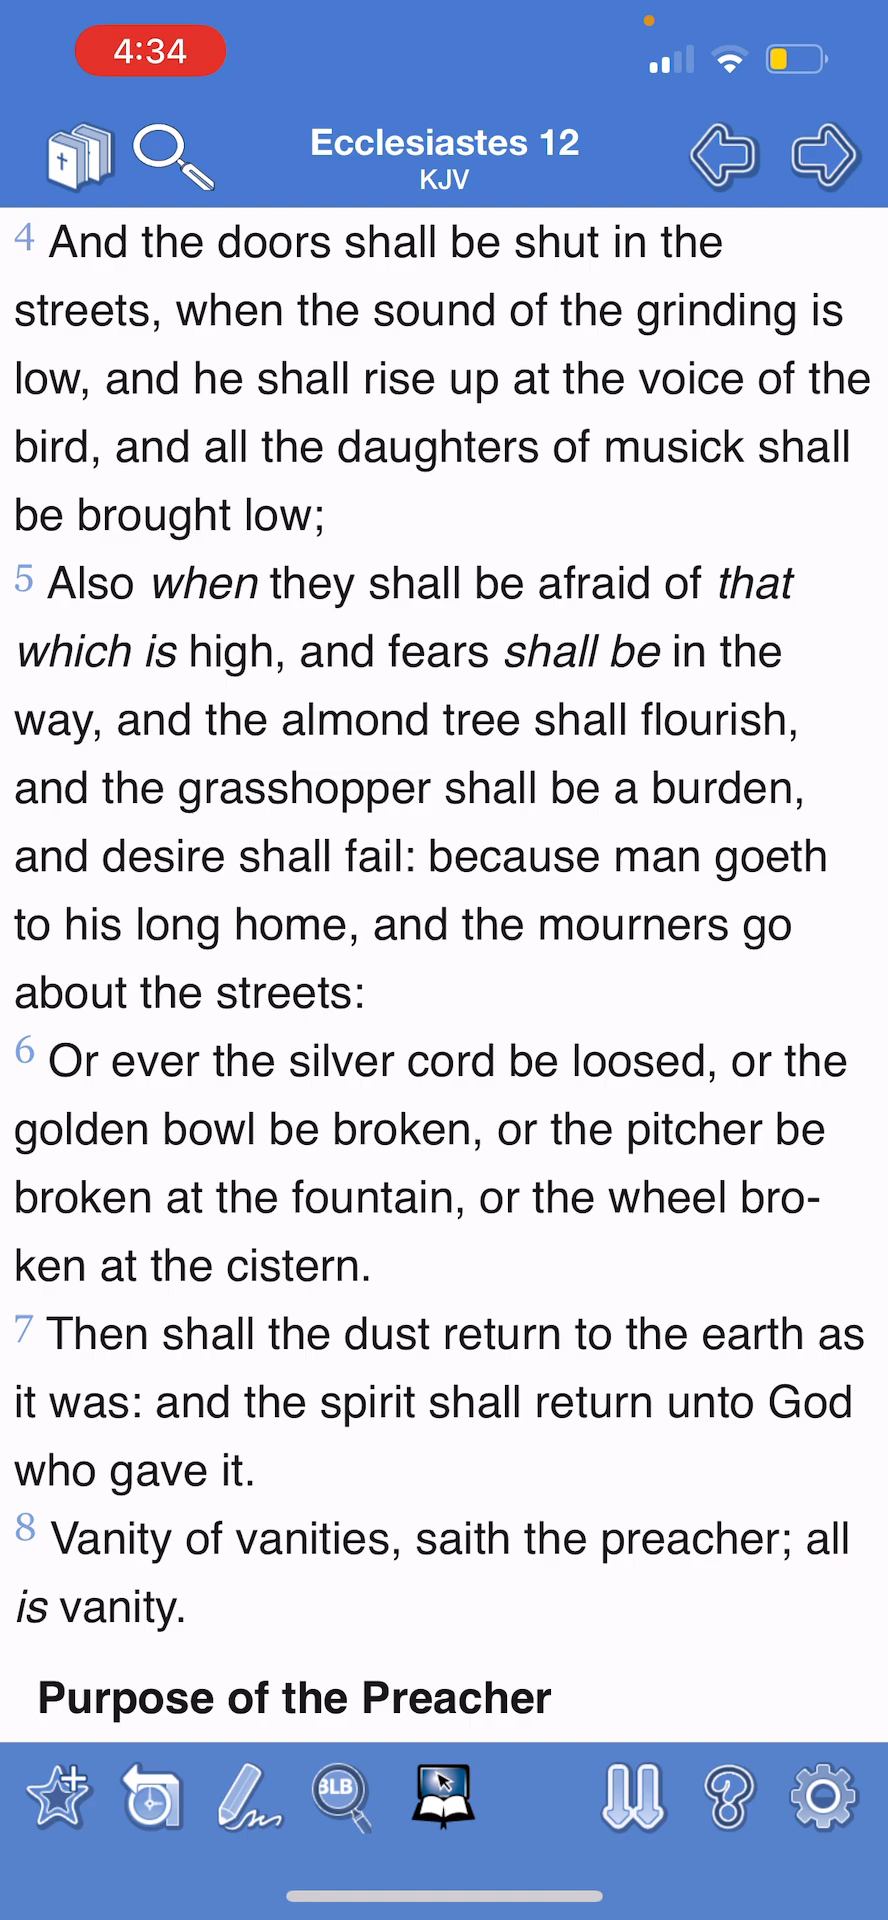 4:34
Ecclesiastes 12
KJV
4 And the doors shall be shut in the
streets, when the sound of the grinding is
low, and he shall rise up at the voice of the
bird, and all the daughters of musick shall
be brought low;
5 Also when they shall be afraid of that
which is high, and fears shall be in the
way, and the almond tree shall flourish,
and the grasshopper shall be a burden,
and desire shall fail: because man goeth
to his long home, and the mourners go
about the streets:
6 Or ever the silver cord be loosed, or the
golden bowl be broken, or the pitcher be
broken at the fountain, or the wheel bro-
ken at the cistern.
7 Then shall the dust return to the earth as
it was: and the spirit shall return unto God
who gave it.
8 Vanity of vanities, saith the preacher; all
is vanity.
Purpose of the Preacher
BLB